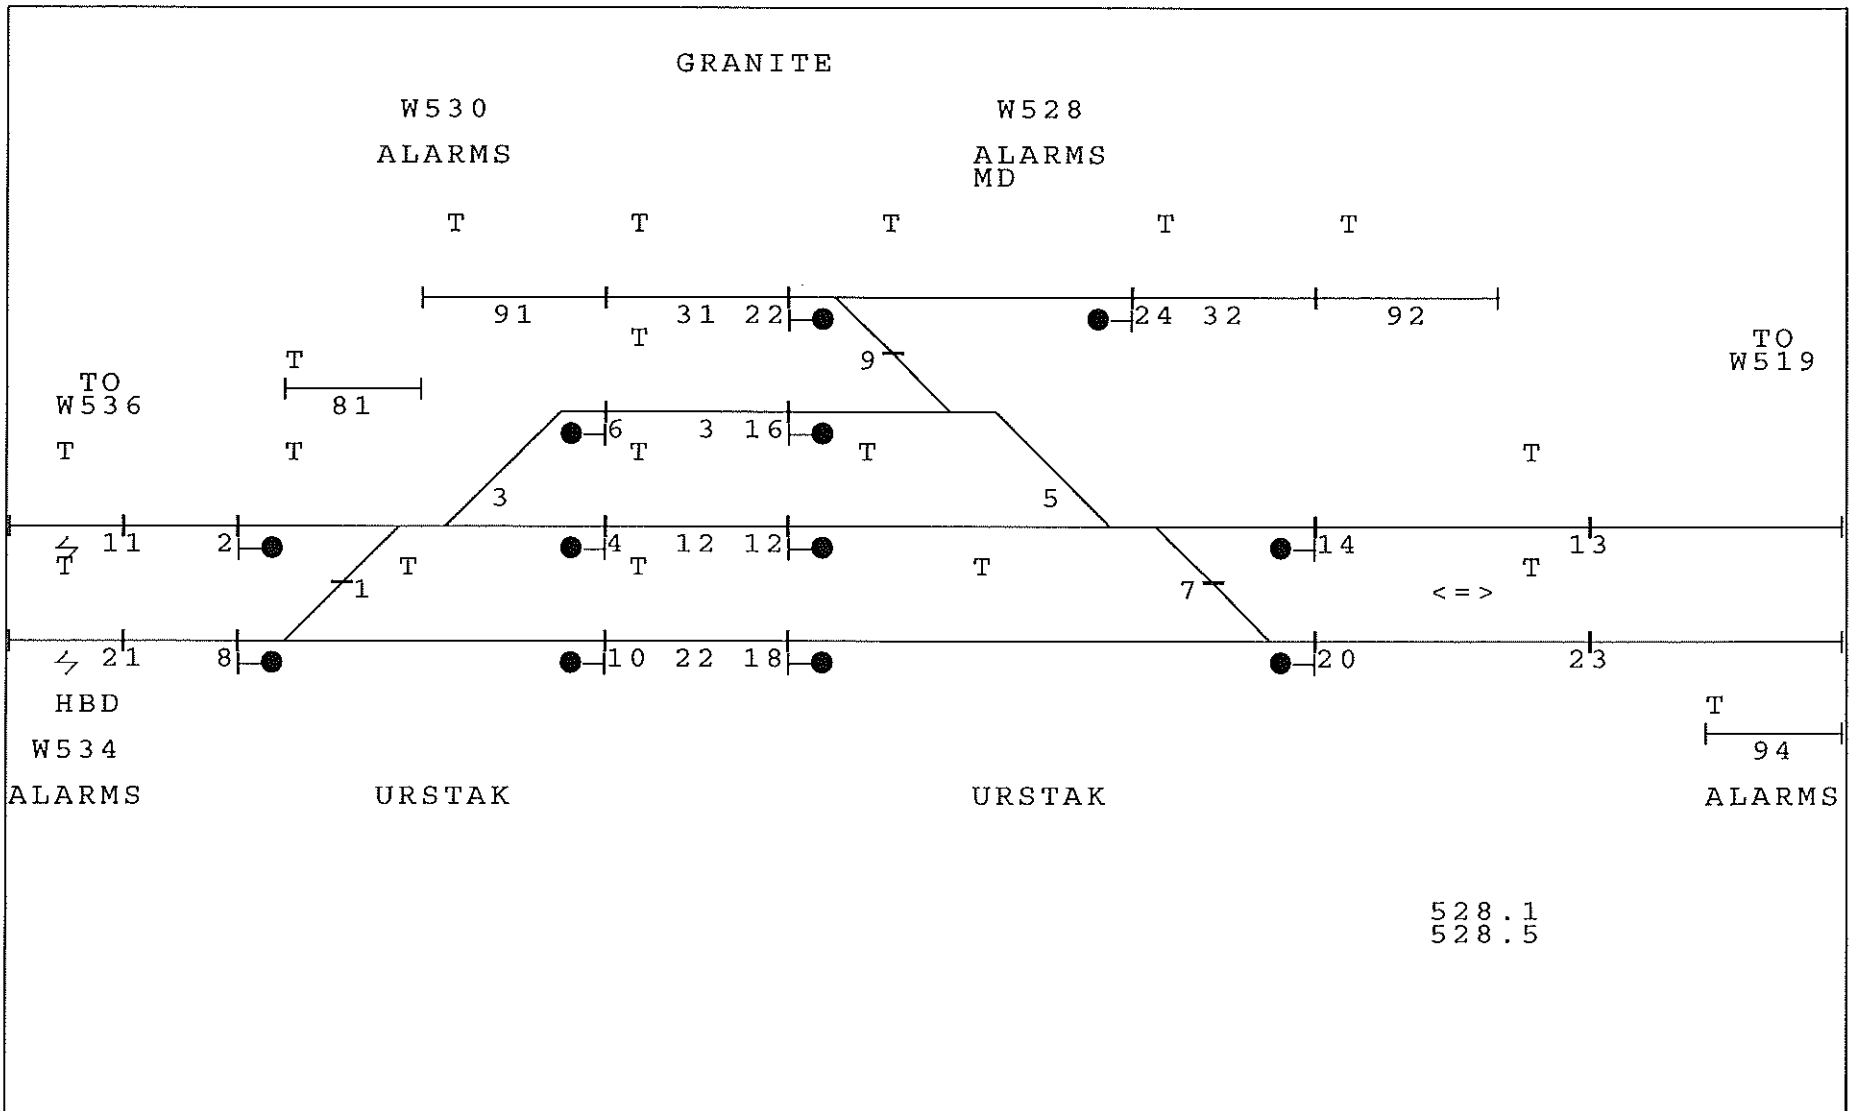 GRANITE
W530 W528
ALARMS ALARMS
MD
T T T T T
91 31 22 24 32 92
T
T 9 TO
TO W519
W536 81
6 3 16
T T T T T
3 5
11 2 4 12 12 14 13
T T T T T
1 7 <=>
21 8 10 22 18 20 23
HBD T
W534 94
ALARMS URSTAK URSTAK ALARMS
528.1
528.5